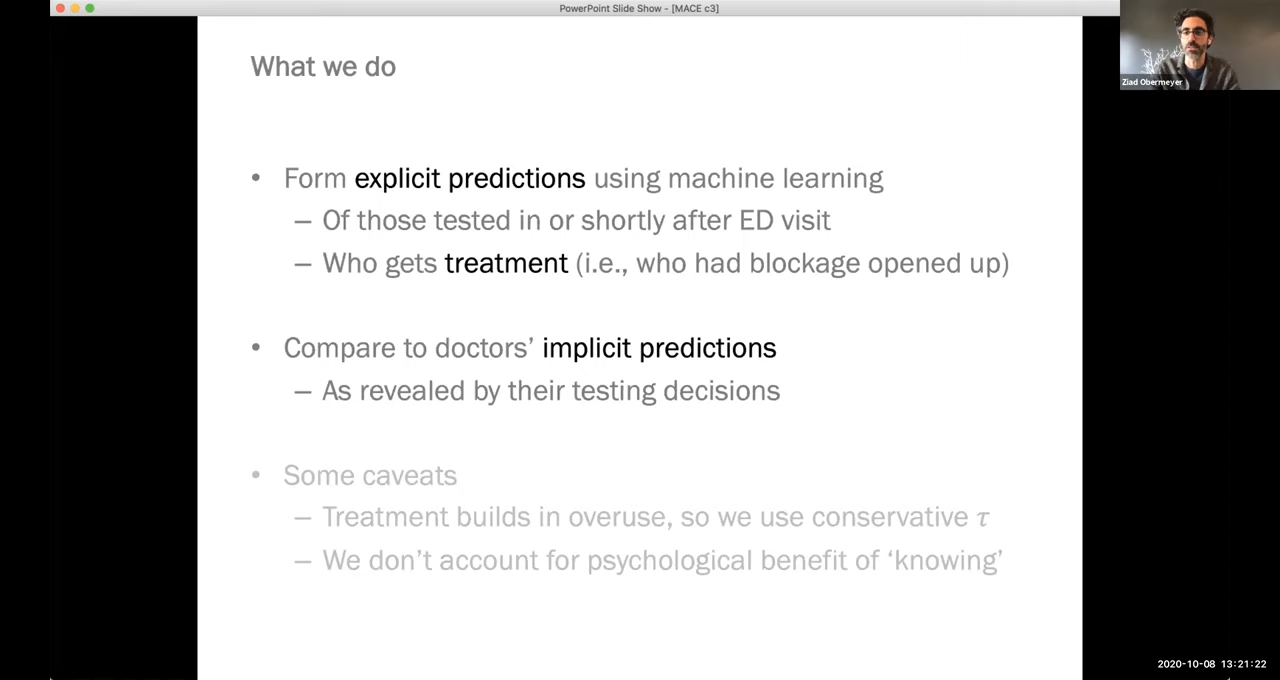 PowerPoint Slide Show - [MACE c3]
Ziad Obermeyer
What we do
• Form explicit predictions using machine learning
– Of those tested in or shortly after ED visit
– Who gets treatment (i.e., who had blockage opened up)
• Compare to doctors’ implicit predictions
– As revealed by their testing decisions
• Some caveats
– Treatment builds in overuse, so we use conservative τ
– We don’t account for psychological benefit of ‘knowing’
2020-10-08 13:21:22